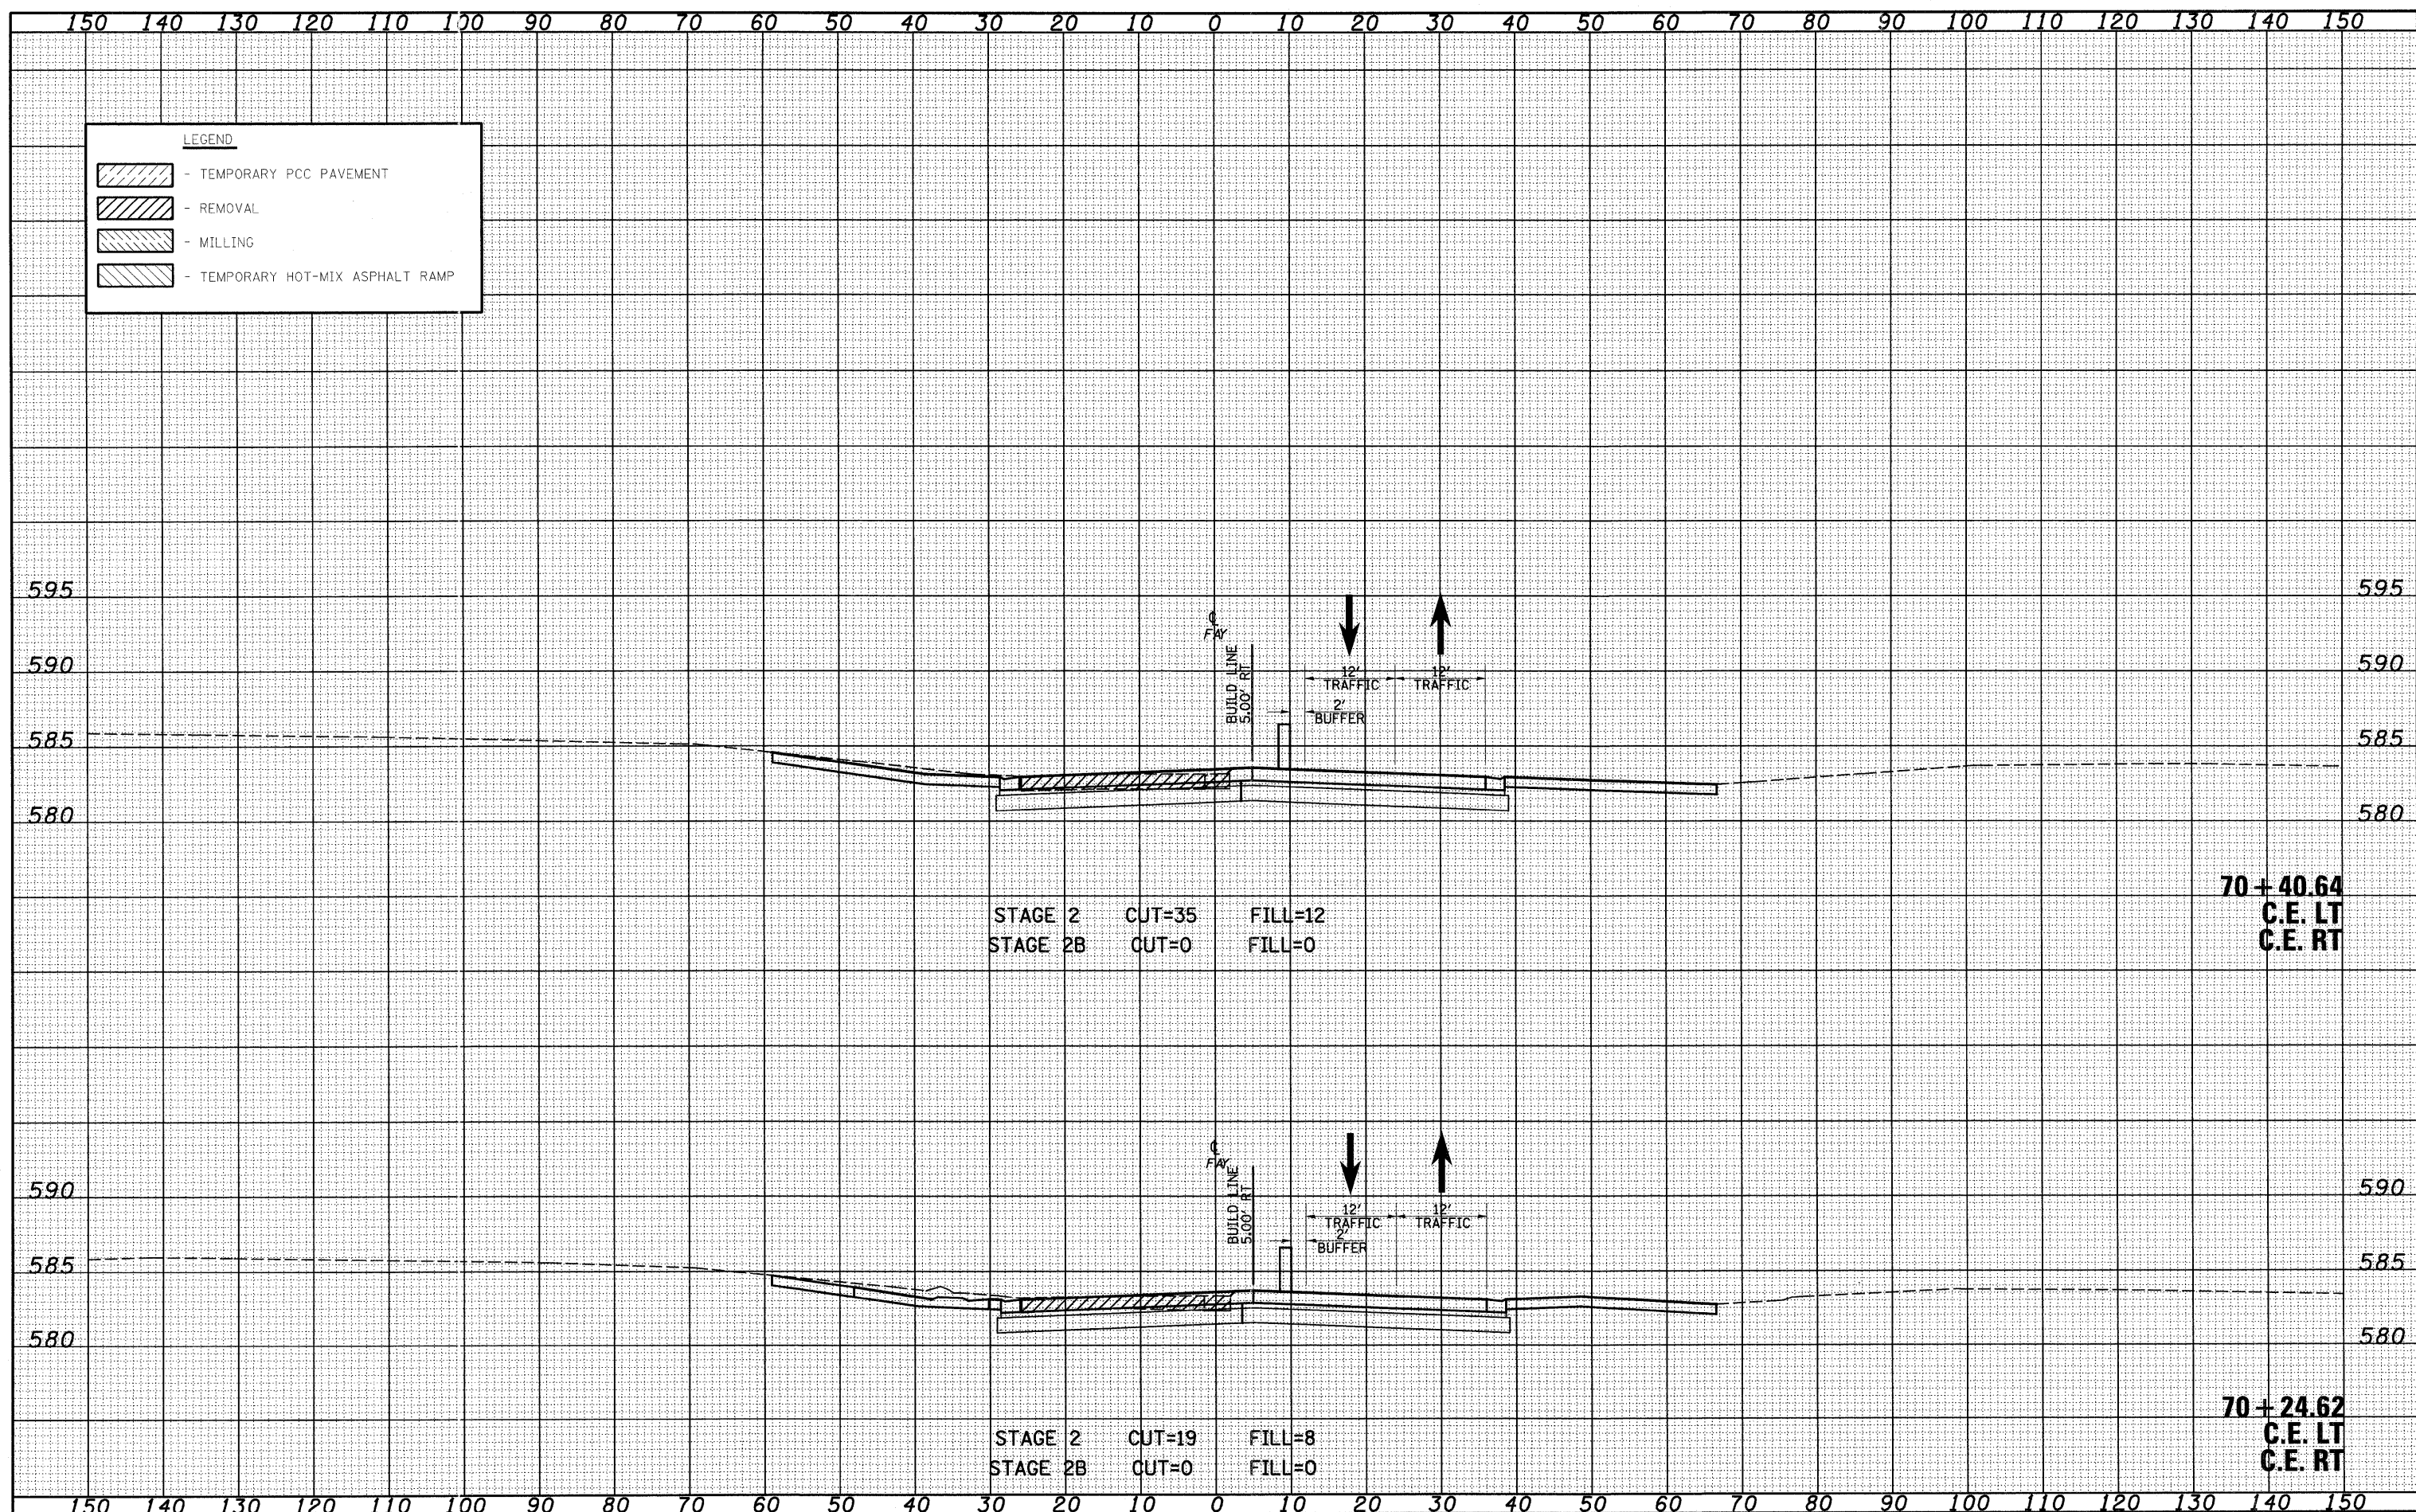 150 140 130 120 110 100 90 80 70 60 50 40 30 20 10 0 10 20 30 40 50 60 70 80 90 100 110 120 130 140 150
LEGEND
- TEMPORARY PCC PAVEMENT
- REMOVAL
- MILLING
- TEMPORARY HOT-MIX ASPHALT RAMP
595 595
℄
FAY
BUILD LINE
5.00' RT
590 590
12' 12'
TRAFFIC TRAFFIC
2'
BUFFER
585 585
580 580
70 + 40.64
C.E. LT
C.E. RT
STAGE 2 CUT=35 FILL=12
STAGE 2B CUT=0 FILL=0
℄
FAY
BUILD LINE
5.00' RT
590 590
12' 12'
TRAFFIC TRAFFIC
2'
BUFFER
585 585
580 580
70 + 24.62
C.E. LT
C.E. RT
STAGE 2 CUT=19 FILL=8
STAGE 2B CUT=0 FILL=0
150 140 130 120 110 100 90 80 70 60 50 40 30 20 10 0 10 20 30 40 50 60 70 80 90 100 110 120 130 140 150